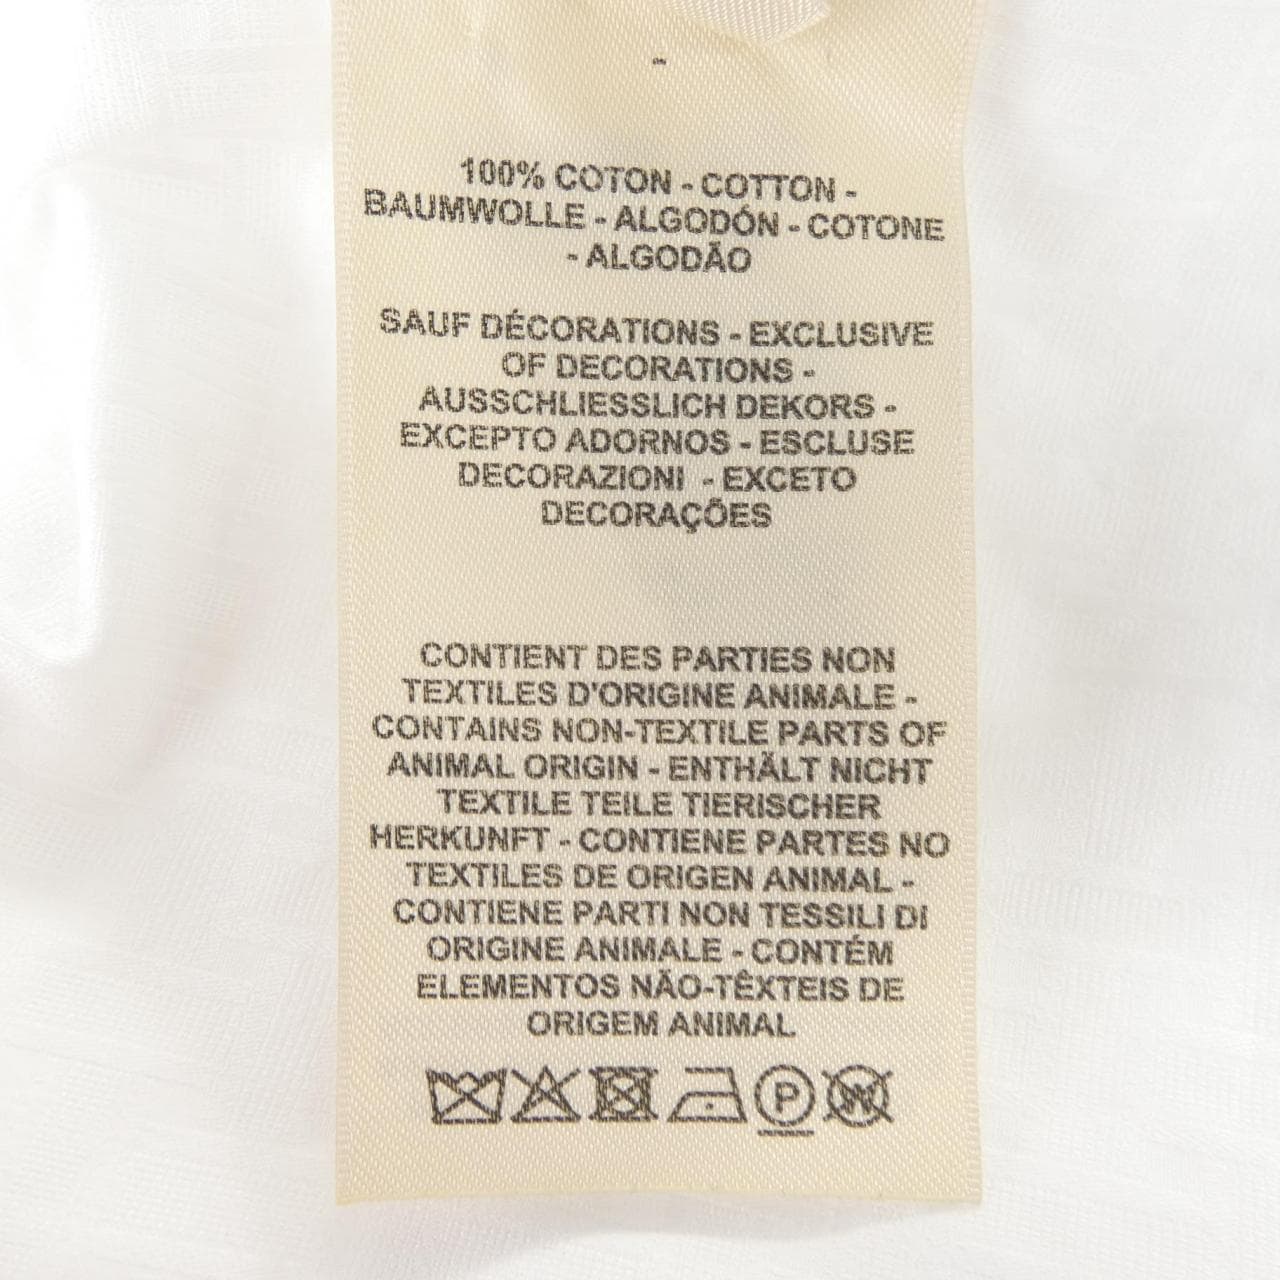 -
100% COTON - COTTON -
BAUMWOLLE - ALGODÓN - COTONE
- ALGODÃO
SAUF DÉCORATIONS - EXCLUSIVE
OF DECORATIONS -
AUSSCHLIESSLICH DEKORS -
EXCEPTO ADORNOS - ESCLUSE
DECORAZIONI - EXCETO
DECORAÇÕES
CONTIENT DES PARTIES NON
TEXTILES D'ORIGINE ANIMALE -
CONTAINS NON-TEXTILE PARTS OF
ANIMAL ORIGIN - ENTHÄLT NICHT
TEXTILE TEILE TIERISCHER
HERKUNFT - CONTIENE PARTES NO
TEXTILES DE ORIGEN ANIMAL -
CONTIENE PARTI NON TESSILI DI
ORIGINE ANIMALE - CONTÉM
ELEMENTOS NÃO-TÊXTEIS DE
ORIGEM ANIMAL
P W